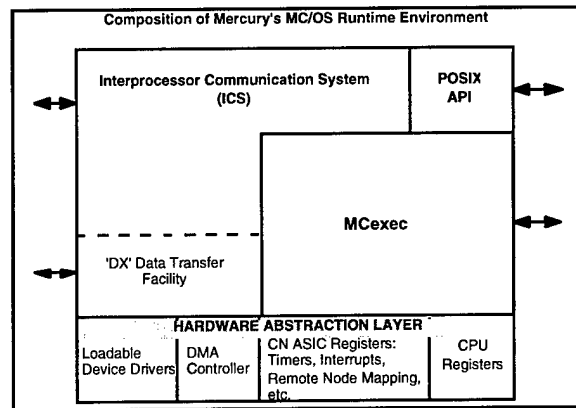 Composition of Mercury's MC/OS Runtime Environment
Interprocessor Communication System
(ICS)
POSIX
API
MCexec
'DX' Data Transfer
Facility
HARDWARE ABSTRACTION LAYER
Loadable
Device Drivers
DMA
Controller
CN ASIC Registers:
Timers, Interrupts,
Remote Node Mapping,
etc.
CPU
Registers